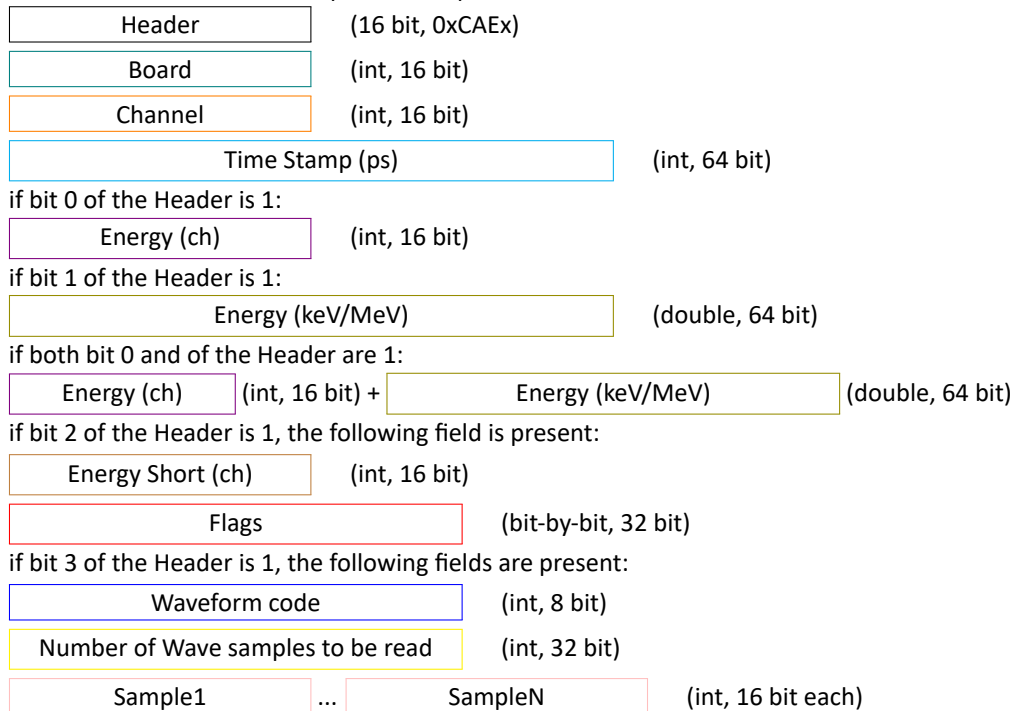 Header (16 bit, 0xCAEx)
Board (int, 16 bit)
Channel (int, 16 bit)
Time Stamp (ps) (int, 64 bit)
if bit 0 of the Header is 1:
Energy (ch) (int, 16 bit)
if bit 1 of the Header is 1:
Energy (keV/MeV) (double, 64 bit)
if both bit 0 and of the Header are 1:
Energy (ch) (int, 16 bit) + Energy (keV/MeV) (double, 64 bit)
if bit 2 of the Header is 1, the following field is present:
Energy Short (ch) (int, 16 bit)
Flags (bit-by-bit, 32 bit)
if bit 3 of the Header is 1, the following fields are present:
Waveform code (int, 8 bit)
Number of Wave samples to be read (int, 32 bit)
Sample1 ... SampleN (int, 16 bit each)